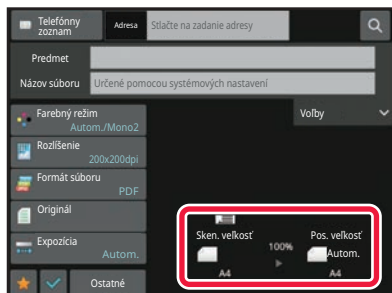 Telefónny
zoznam
Adresa
Stlačte na zadanie adresy
Predmet
Názov súboru
Určené pomocou systémových nastavení
Farebný režim
Autom./Mono2
Voľby
Rozlíšenie
200x200dpi
Formát súboru
PDF
Originál
Expozícia
Autom.
Sken. veľkosť
100%
Pos. veľkosť
Autom.
A4
A4
Ostatné